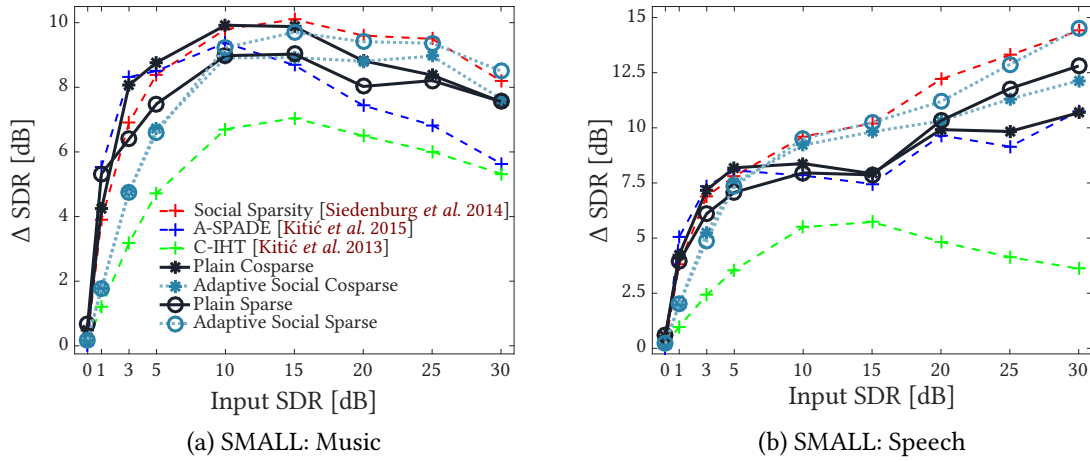 10
8
6
4
2
0
Δ SDR [dB]
0 1 3 5 10 15 20 25 30
Input SDR [dB]
Social Sparsity [Siedenburg et al. 2014]
A-SPADE [Kitić et al. 2015]
C-IHT [Kitić et al. 2013]
Plain Cosparse
Adaptive Social Cosparse
Plain Sparse
Adaptive Social Sparse
(a) SMALL: Music
15
12.5
10
7.5
5
2.5
0
Δ SDR [dB]
0 1 3 5 10 15 20 25 30
Input SDR [dB]
(b) SMALL: Speech